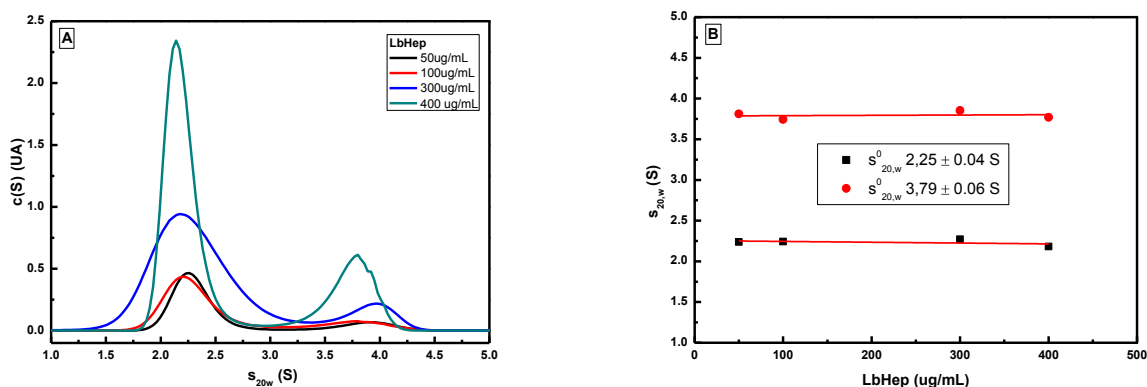 A
LbHep
50ug/mL
100ug/mL
300ug/mL
400 ug/mL
c(S) (UA)
2.5
2.0
1.5
1.0
0.5
0.0
1.0 1.5 2.0 2.5 3.0 3.5 4.0 4.5 5.0
s20w (S)
B
s20,w (S)
5.0
4.5
4.0
3.5
3.0
2.5
2.0
1.5
1.0
s⁰20,w 2,25 ± 0.04 S
s⁰20,w 3,79 ± 0.06 S
0 100 200 300 400 500
LbHep (ug/mL)